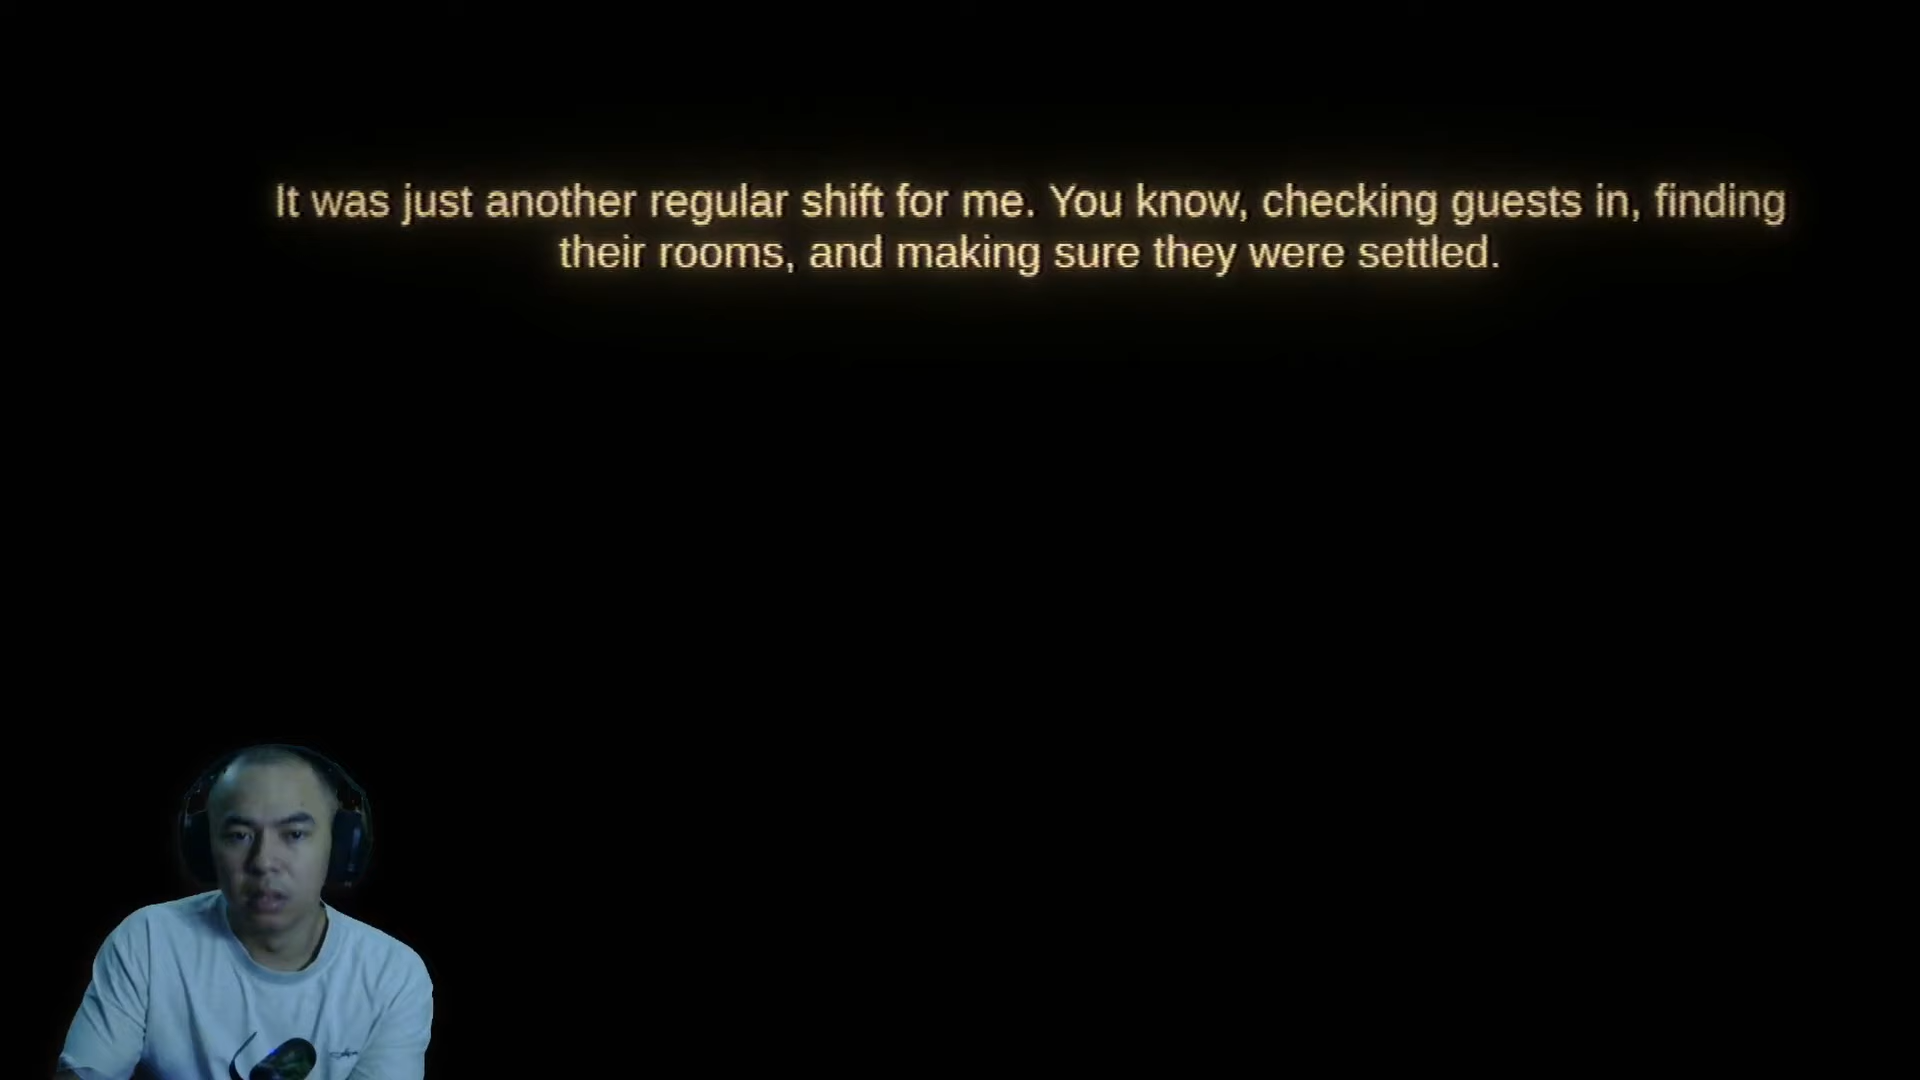 It was just another regular shift for me. You know, checking guests in, finding
their rooms, and making sure they were settled.